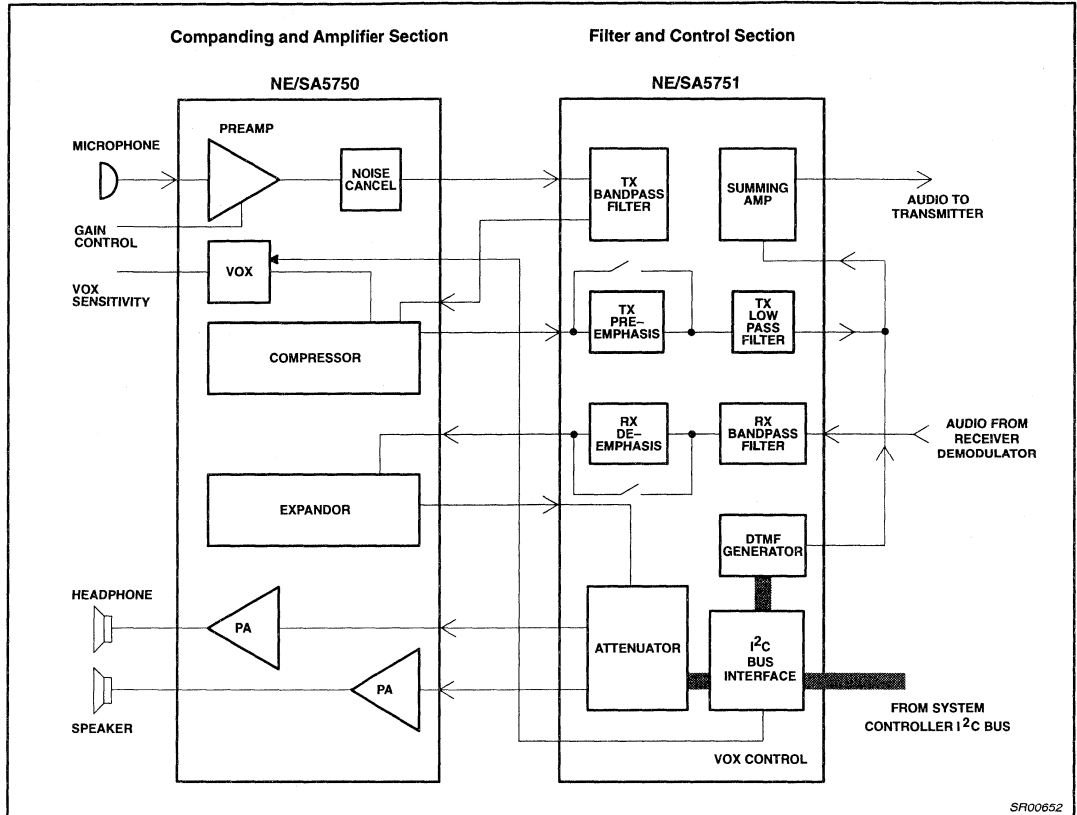 Companding and Amplifier Section
Filter and Control Section
NE/SA5750
NE/SA5751
PREAMP
MICROPHONE
NOISE
CANCEL
TX
BANDPASS
FILTER
SUMMING
AMP
AUDIO TO
TRANSMITTER
GAIN
CONTROL
VOX
VOX
SENSITIVITY
TX
PRE–
EMPHASIS
TX
LOW
PASS
FILTER
COMPRESSOR
RX
DE–
EMPHASIS
RX
BANDPASS
FILTER
AUDIO FROM
RECEIVER
DEMODULATOR
EXPANDOR
DTMF
GENERATOR
HEADPHONE
PA
ATTENUATOR
I²C
BUS
INTERFACE
PA
SPEAKER
FROM SYSTEM
CONTROLLER I²C BUS
VOX CONTROL
SR00652